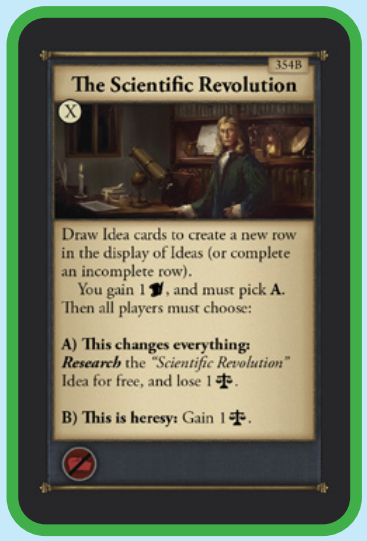 354B
The Scientific Revolution
X
Draw Idea cards to create a new row
in the display of Ideas (or complete
an incomplete row).
You gain 1 , and must pick A.
Then all players must choose:
A) This changes everything:
Research the "Scientific Revolution"
Idea for free, and lose 1 .
B) This is heresy: Gain 1 .